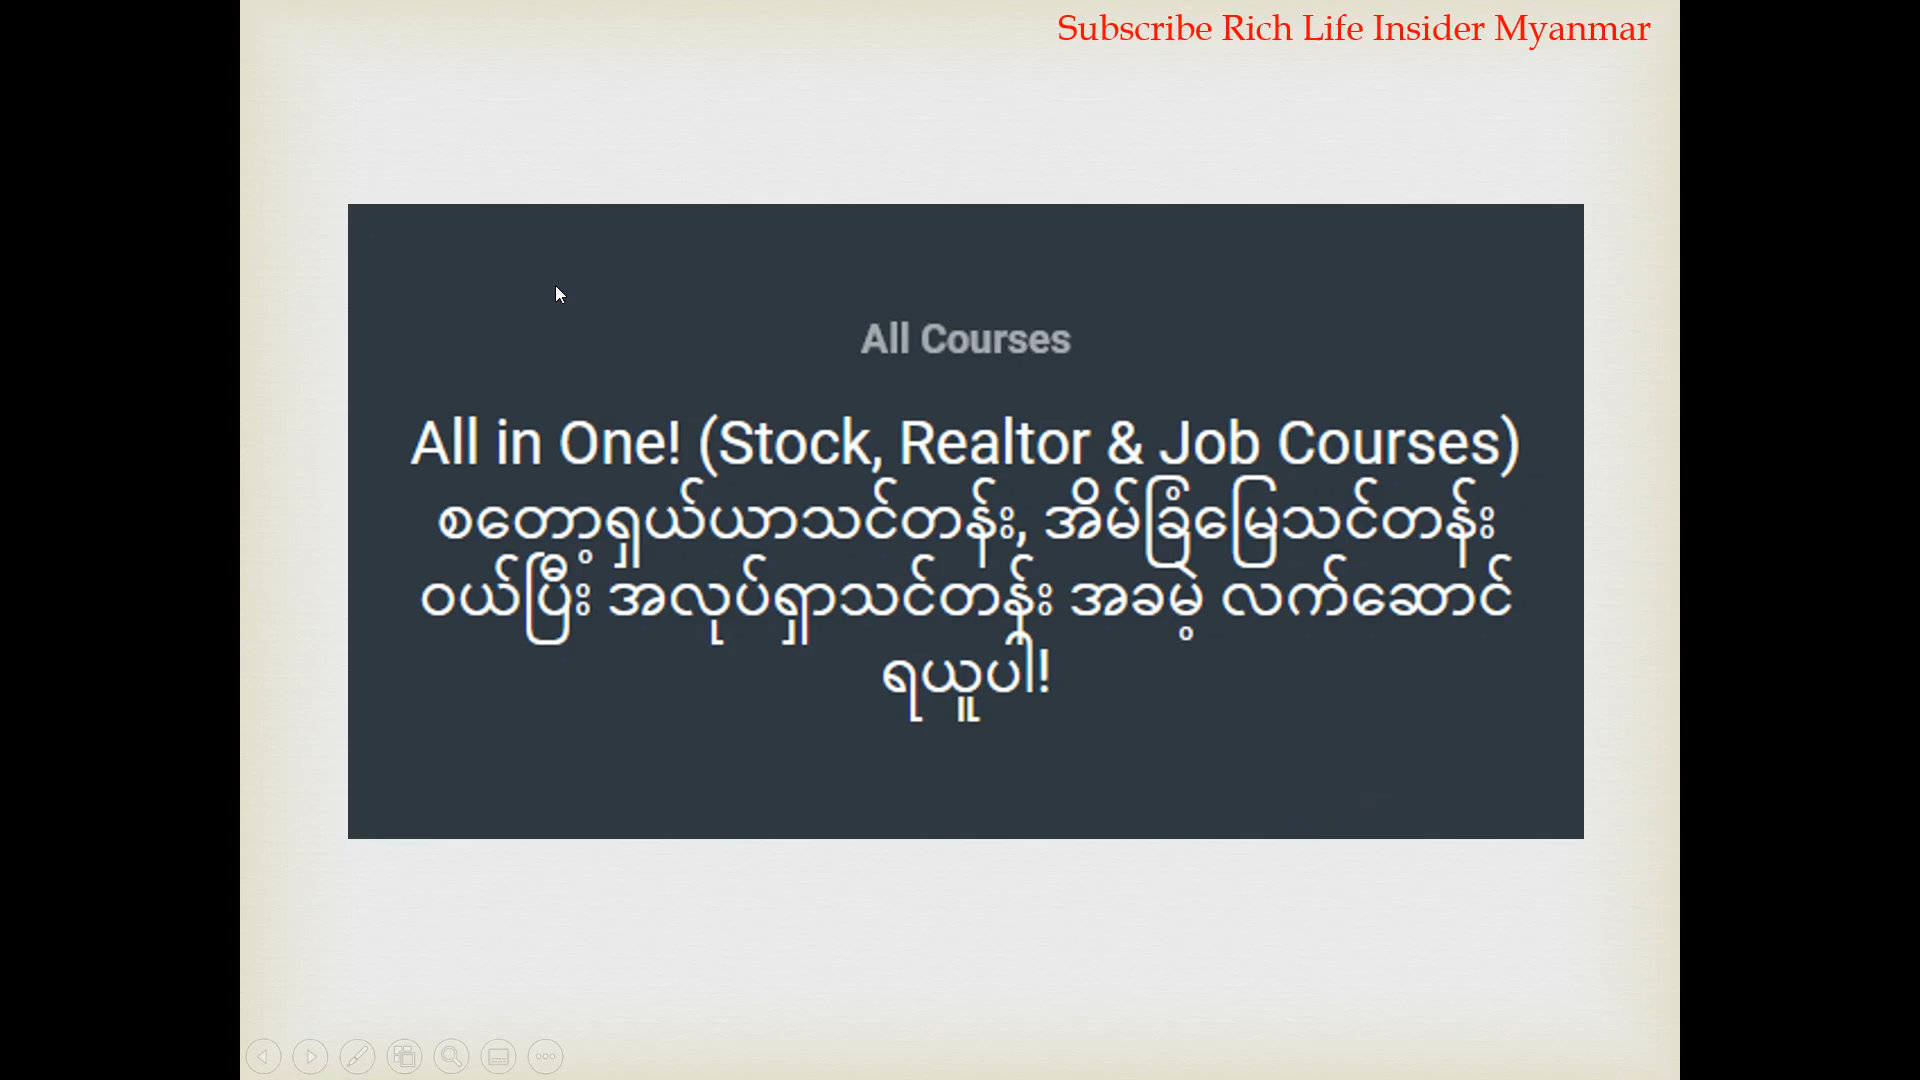 Subscribe Rich Life Insider Myanmar
All Courses
All in One! (Stock, Realtor & Job Courses)
စတော့ရှယ်ယာသင်တန်း, အိမ်ခြံမြေသင်တန်း
ဝယ်ပြီး အလုပ်ရှာသင်တန်း အခမဲ့ လက်ဆောင်
ရယူပါ!